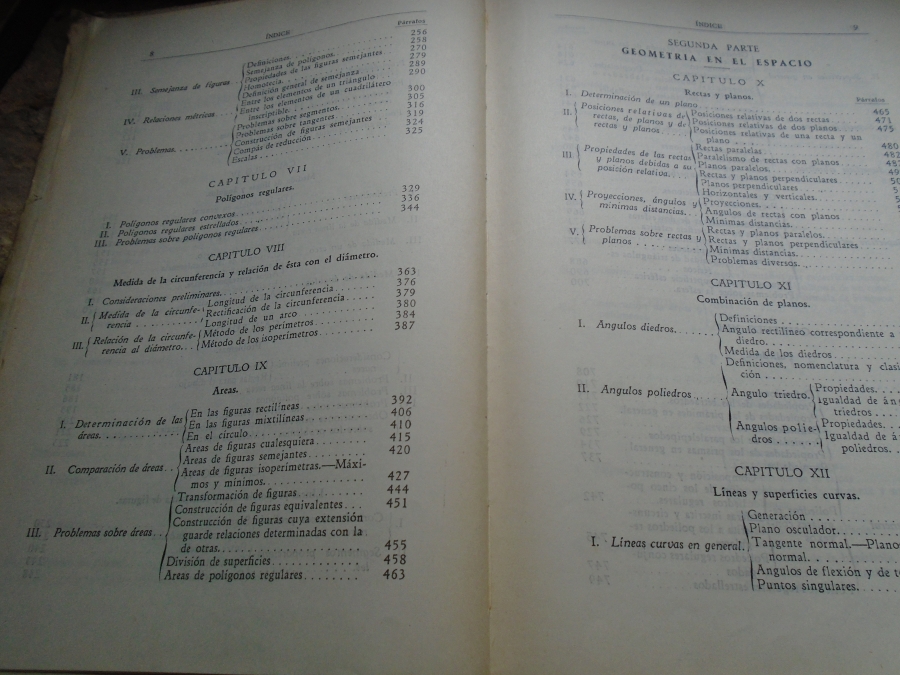 8
ÍNDICE
Párrafos
Definiciones 256
Semejanza de polígonos. 258
III. Semejanza de figuras Propiedades de las figuras semejantes 270
Homotecia. 279
Definición general de semejanza 289
Entre los elementos de un triángulo 290
IV. Relaciones métricas Entre los elementos de un cuadrilátero
inscriptible. 300
Problemas sobre segmentos. 305
Problemas sobre tangentes 316
V. Problemas. Construcción de figuras semejantes 319
Compás de reducción 324
Escalas. 325
CAPITULO VII
Polígonos regulares.
I. Polígonos regulares convexos. 329
II. Polígonos regulares estrellados 336
III. Problemas sobre polígonos regulares 344
CAPITULO VIII
Medida de la circunferencia y relación de ésta con el diámetro.
I. Consideraciones preliminares. 363
II. Medida de la circunfe- Longitud de la circunferencia 376
rencia Rectificación de la circunferencia 379
Longitud de un arco 380
III. Relación de la circunfe- Método de los perímetros 384
rencia al diámetro. Método de los isoperímetros 387
CAPITULO IX
Areas.
I. Determinación de las En las figuras rectilíneas 392
áreas. En las figuras mixtilíneas 406
En el círculo 410
Areas de figuras cualesquiera 415
II. Comparación de áreas Areas de figuras semejantes 420
Areas de figuras isoperímetras.—Máxi-
mos y mínimos. 427
Transformación de figuras 444
Construcción de figuras equivalentes 451
Construcción de figuras cuya extensión
III. Problemas sobre áreas guarde relaciones determinadas con la
de otras. 455
División de superficies 458
Areas de polígonos regulares 463
ÍNDICE
9
SEGUNDA PARTE
GEOMETRIA EN EL ESPACIO
CAPITULO X
Rectas y planos.
Párrafos
I. Determinación de un plano 465
II. Posiciones relativas de Posiciones relativas de dos rectas 471
rectas, de planos y de Posiciones relativas de dos planos 475
rectas y planos Posiciones relativas de una recta y un
plano 480
Rectas paralelas
III. Propiedades de las rectas Paralelismo de rectas con planos
y planos debidas a su Planos paralelos.
posición relativa. Rectas y planos perpendiculares
Planos perpendiculares
Horizontales y verticales.
IV. Proyecciones, ángulos y Proyecciones.
mínimas distancias. Angulos de rectas con planos
Mínimas distancias.
V. Problemas sobre rectas y Rectas y planos paralelos.
planos Rectas y planos perpendiculares
Mínimas distancias.
Problemas diversos.
CAPITULO XI
Combinación de planos.
Definiciones
I. Angulos diedros. Angulo rectilíneo correspondiente a
diedro.
Medida de los diedros
Definiciones, nomenclatura y clasi
ción
II. Angulos poliedros Angulo triedro. Propiedades.
Igualdad de án
triedros
Angulos polie- Propiedades.
dros Igualdad de á
poliedros.
CAPITULO XII
Líneas y superficies curvas.
Generación
Plano osculador.
I. Líneas curvas en general. Tangente normal.—Plano
normal.
Angulos de flexión y de t
Puntos singulares.